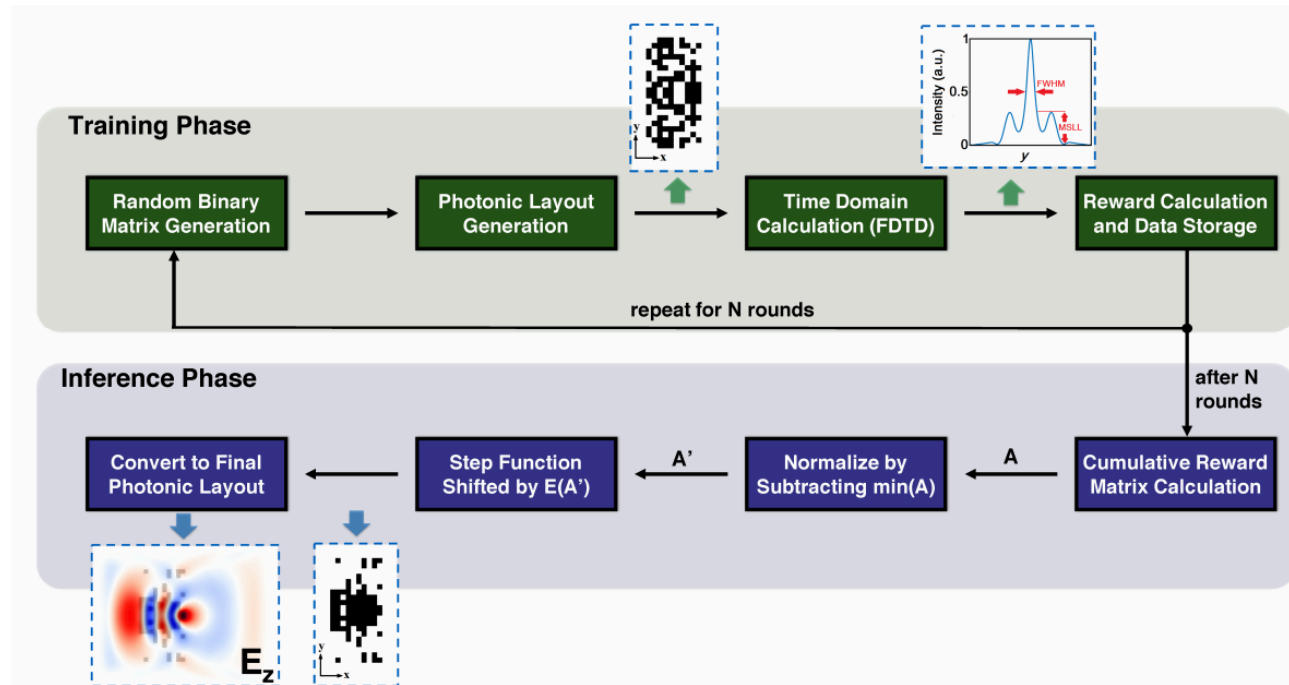 1
Intensity (a.u.)
FWHM
0.5
MSLL
0
y
Training Phase
y
x
Random Binary
Matrix Generation
Photonic Layout
Generation
Time Domain
Calculation (FDTD)
Reward Calculation
and Data Storage
repeat for N rounds
Inference Phase
after N
rounds
Convert to Final
Photonic Layout
Step Function
Shifted by E(A’)
A’
Normalize by
Subtracting min(A)
A
Cumulative Reward
Matrix Calculation
E_z
y
x